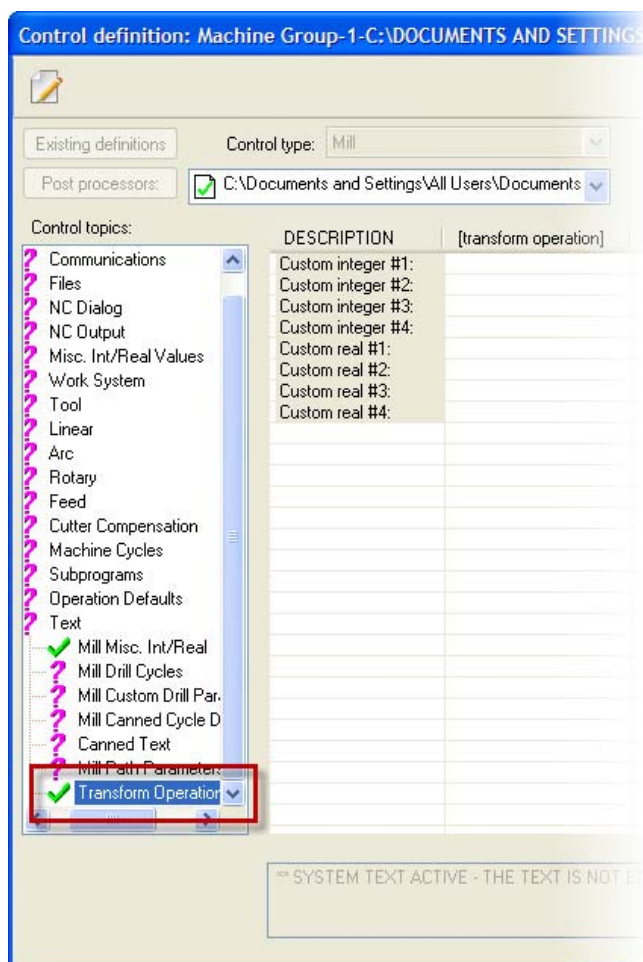 Control definition: Machine Group-1-C:\DOCUMENTS AND SETTINGS
Existing definitions
Control type: Mill
Post processors:
C:\Documents and Settings\All Users\Documents
Control topics:
Communications
Files
NC Dialog
NC Output
Misc. Int/Real Values
Work System
Tool
Linear
Arc
Rotary
Feed
Cutter Compensation
Machine Cycles
Subprograms
Operation Defaults
Text
Mill Misc. Int/Real
Mill Drill Cycles
Mill Custom Drill Par
Mill Canned Cycle D
Canned Text
Mill Path Parameters
Transform Operation
DESCRIPTION [transform operation]
Custom integer #1:
Custom integer #2:
Custom integer #3:
Custom integer #4:
Custom real #1:
Custom real #2:
Custom real #3:
Custom real #4:
** SYSTEM TEXT ACTIVE - THE TEXT IS NOT